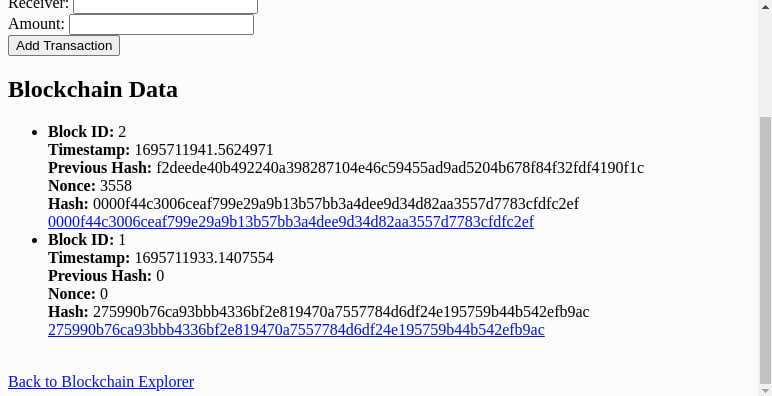 Receiver:
Amount:
Add Transaction
Blockchain Data
Block ID: 2
Timestamp: 1695711941.5624971
Previous Hash: f2deede40b492240a398287104e46c59455ad9ad5204b678f84f32fdf4190f1c
Nonce: 3558
Hash: 0000f44c3006ceaf799e29a9b13b57bb3a4dee9d34d82aa3557d7783cfdfc2ef
0000f44c3006ceaf799e29a9b13b57bb3a4dee9d34d82aa3557d7783cfdfc2ef
Block ID: 1
Timestamp: 1695711933.1407554
Previous Hash: 0
Nonce: 0
Hash: 275990b76ca93bbb4336bf2e819470a7557784d6df24e195759b44b542efb9ac
275990b76ca93bbb4336bf2e819470a7557784d6df24e195759b44b542efb9ac
Back to Blockchain Explorer